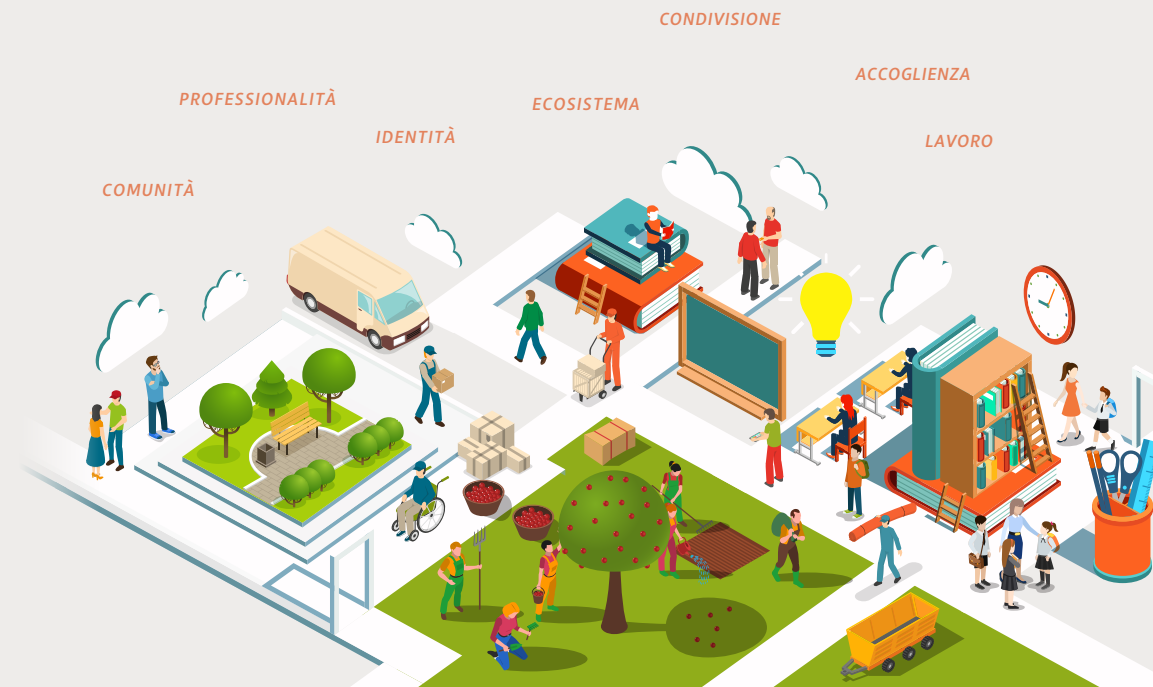 CONDIVISIONE
ACCOGLIENZA
PROFESSIONALITÀ
ECOSISTEMA
IDENTITÀ
LAVORO
COMUNITÀ